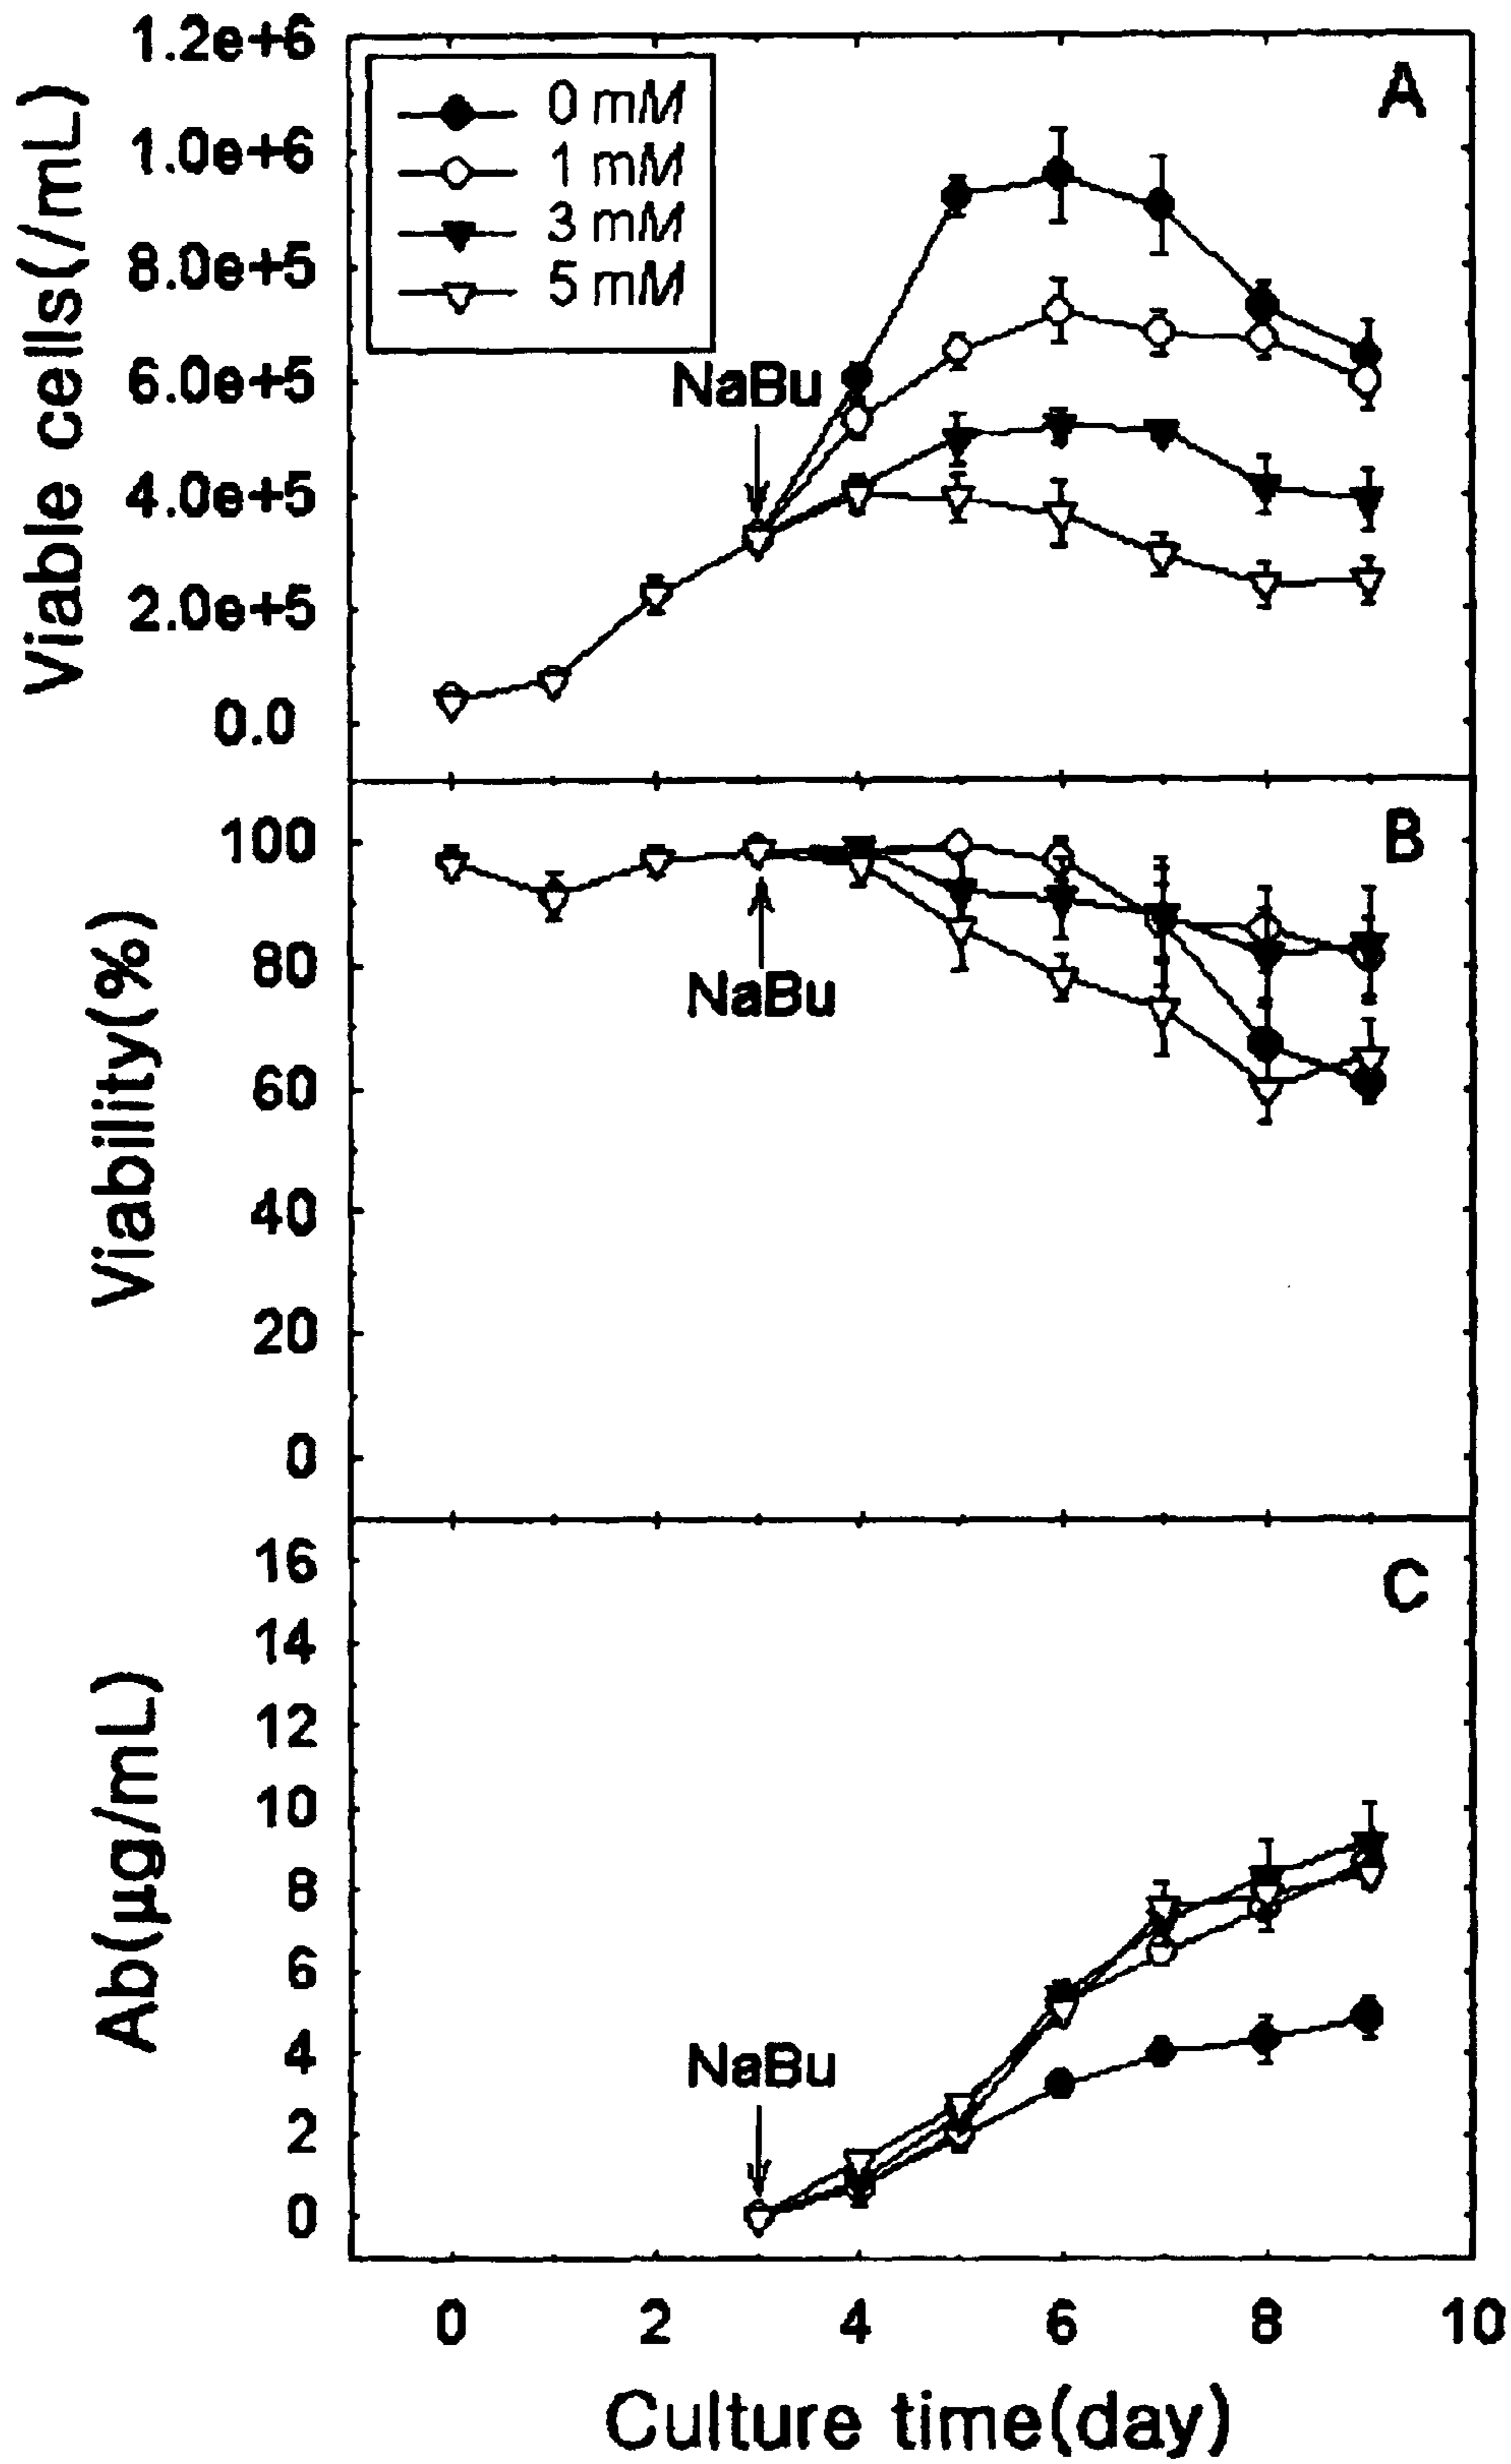 1.2e+6
1.0e+6
8.0e+5
6.0e+5
4.0e+5
2.0e+5
0.0
Viable cells(/mL)
0 mM
1 mM
3 mM
5 mM
NaBu
A
100
80
60
40
20
0
Viability(%)
NaBu
B
16
14
12
10
8
6
4
2
0
Ab(µg/mL)
NaBu
C
0 2 4 6 8 10
Culture time(day)